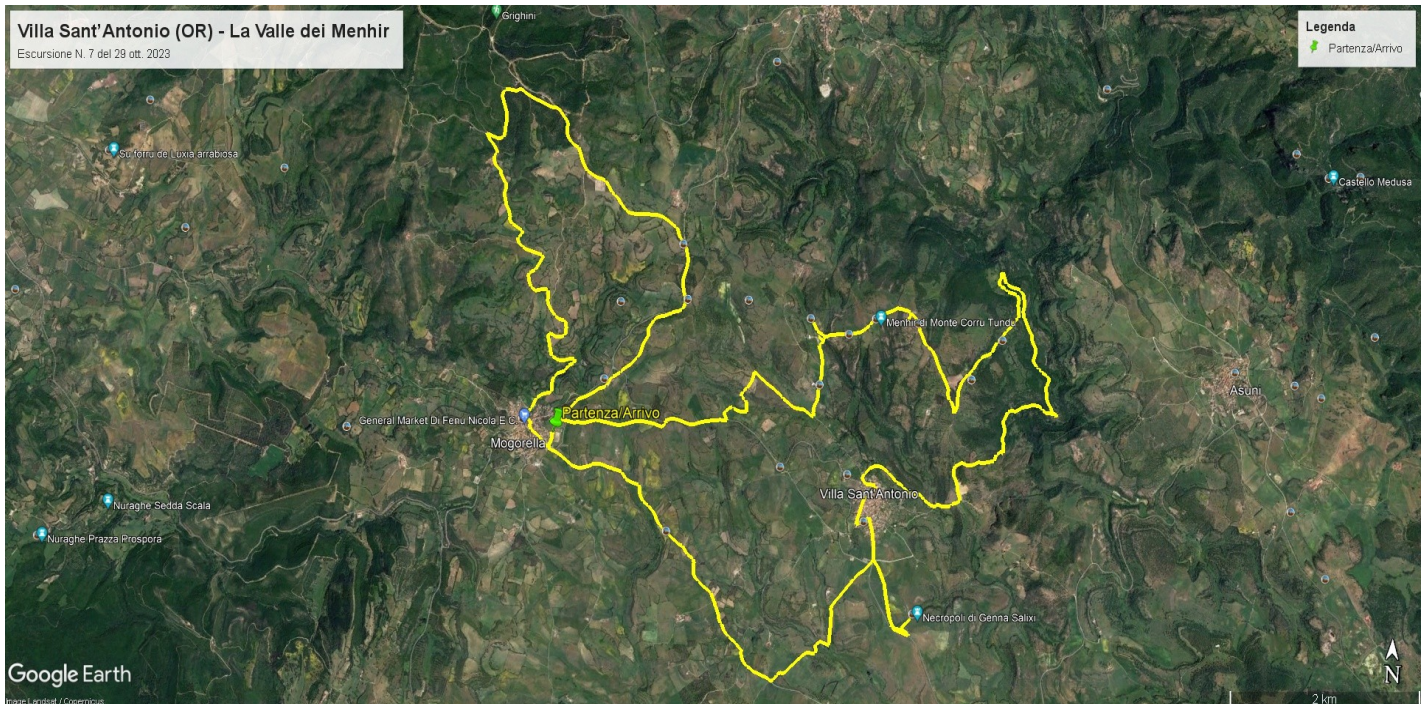 Villa Sant'Antonio (OR) - La Valle dei Menhir
Escursione N. 7 del 29 ott. 2023
Grighini
Legenda
Partenza/Arrivo
Su forru de Luxia arrabiosa
Castello Medusa
Menhir di Monte Corru Tundu
Asuni
General Market Di Fenu Nicola E C.
Partenza/Arrivo
Mogorella
Villa Sant'Antonio
Nuraghe Sedda Scala
Nuraghe Prazza Prospora
Necropoli di Genna Salixi
Google Earth
Image Landsat / Copernicus
N
2 km